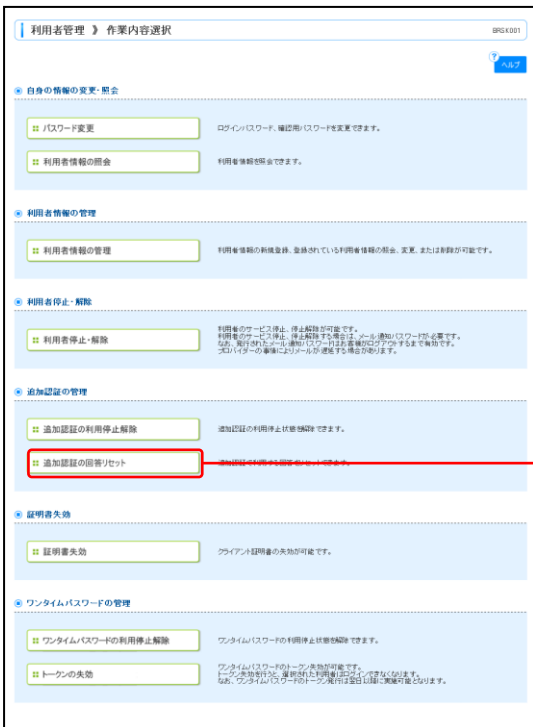 利用者管理 》 作業内容選択
BRSK001
?
ヘルプ
自身の情報の変更・照会
パスワード変更
ログインパスワード、確認用パスワードを変更できます。
利用者情報の照会
利用者情報を照会できます。
利用者情報の管理
利用者情報の管理
利用者情報の新規登録、登録されている利用者情報の照会、変更、または削除が可能です。
利用者停止・解除
利用者停止・解除
利用者のサービス停止、停止解除が可能です。
利用者のサービス停止、停止解除する場合は、メール通知パスワードが必要です。
なお、発行されたメール通知パスワードはお客様がログアウトするまで有効です。
プロバイダーの事情によりメールが遅延する場合があります。
追加認証の管理
追加認証の利用停止解除
追加認証の利用停止状態を解除できます。
追加認証の回答リセット
追加認証で利用する回答をリセットできます。
証明書失効
証明書失効
クライアント証明書の失効が可能です。
ワンタイムパスワードの管理
ワンタイムパスワードの利用停止解除
ワンタイムパスワードの利用停止状態を解除できます。
トークンの失効
ワンタイムパスワードのトークン失効が可能です。
トークン失効を行うと、選択された利用者はログインできなくなります。
なお、ワンタイムパスワードのトークン発行は翌日以降に実施可能となります。